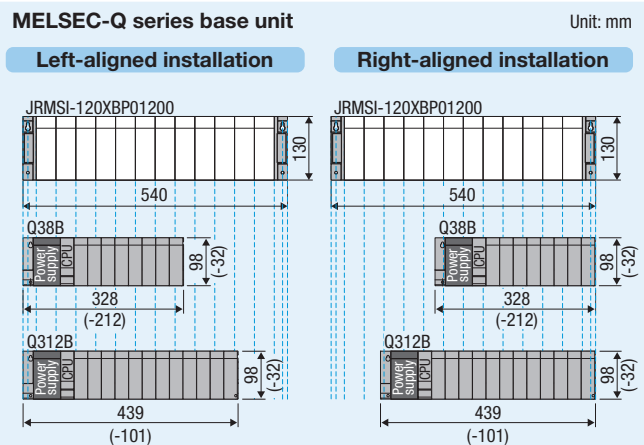 MELSEC-Q series base unit
Unit: mm
Left-aligned installation
Right-aligned installation
JRMSI-120XBP01200
130
540
Q38B
Power supply
CPU
98
(-32)
328
(-212)
Q312B
Power supply
CPU
98
(-32)
439
(-101)
JRMSI-120XBP01200
130
540
Q38B
Power supply
CPU
98
(-32)
328
(-212)
Q312B
Power supply
CPU
98
(-32)
439
(-101)